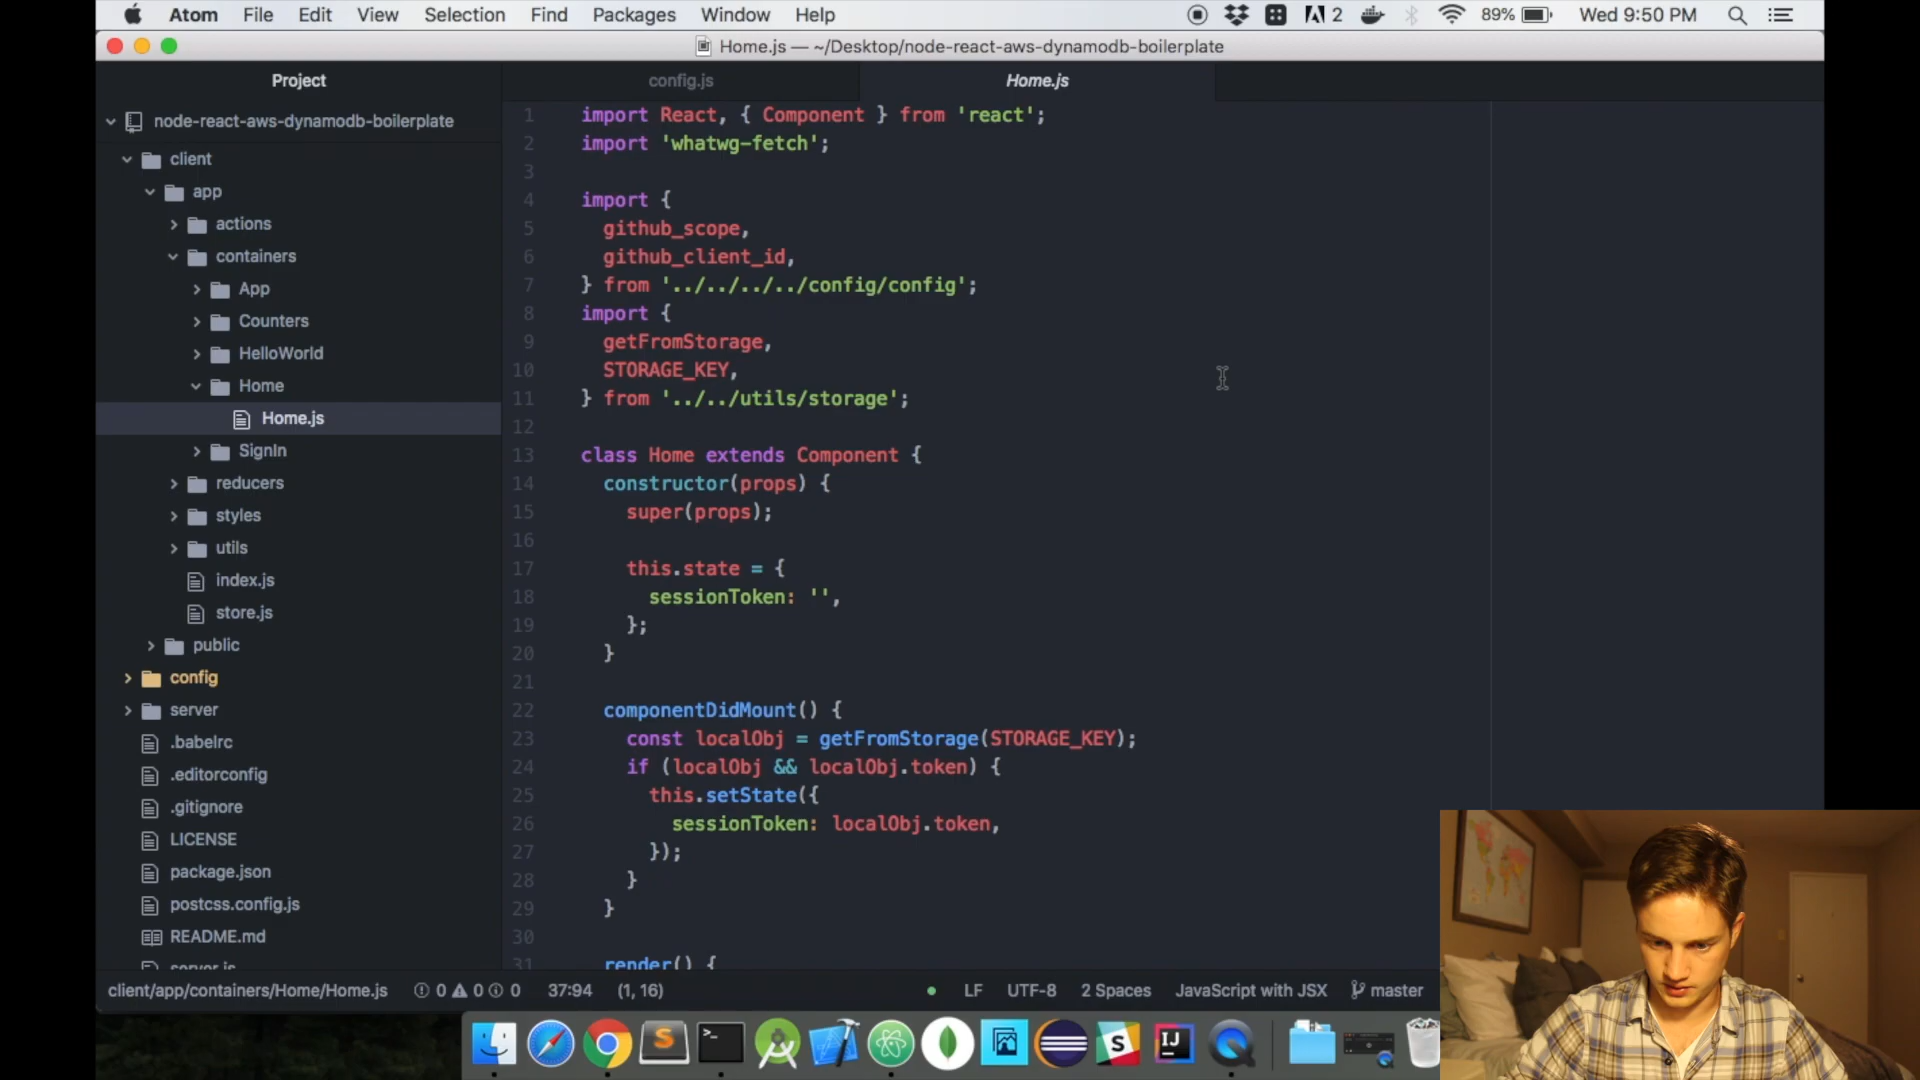 Atom File Edit View Selection Find Packages Window Help 2 89% Wed 9:50 PM
Home.js — ~/Desktop/node-react-aws-dynamodb-boilerplate
Project
config.js
Home.js
node-react-aws-dynamodb-boilerplate
client
app
actions
containers
App
Counters
HelloWorld
Home
Home.js
SignIn
reducers
styles
utils
index.js
store.js
public
config
server
.babelrc
.editorconfig
.gitignore
LICENSE
package.json
postcss.config.js
README.md
server.js
1 import React, { Component } from 'react';
2 import 'whatwg-fetch';
3
4 import {
5 github_scope,
6 github_client_id,
7 } from '../../../../config/config';
8 import {
9 getFromStorage,
10 STORAGE_KEY,
11 } from '../../utils/storage';
12
13 class Home extends Component {
14 constructor(props) {
15 super(props);
16
17 this.state = {
18 sessionToken: '',
19 };
20 }
21
22 componentDidMount() {
23 const localObj = getFromStorage(STORAGE_KEY);
24 if (localObj && localObj.token) {
25 this.setState({
26 sessionToken: localObj.token,
27 });
28 }
29 }
30
31 render() {
client/app/containers/Home/Home.js 0 0 0 37:94 (1, 16) LF UTF-8 2 Spaces JavaScript with JSX master
S >_ S IJ